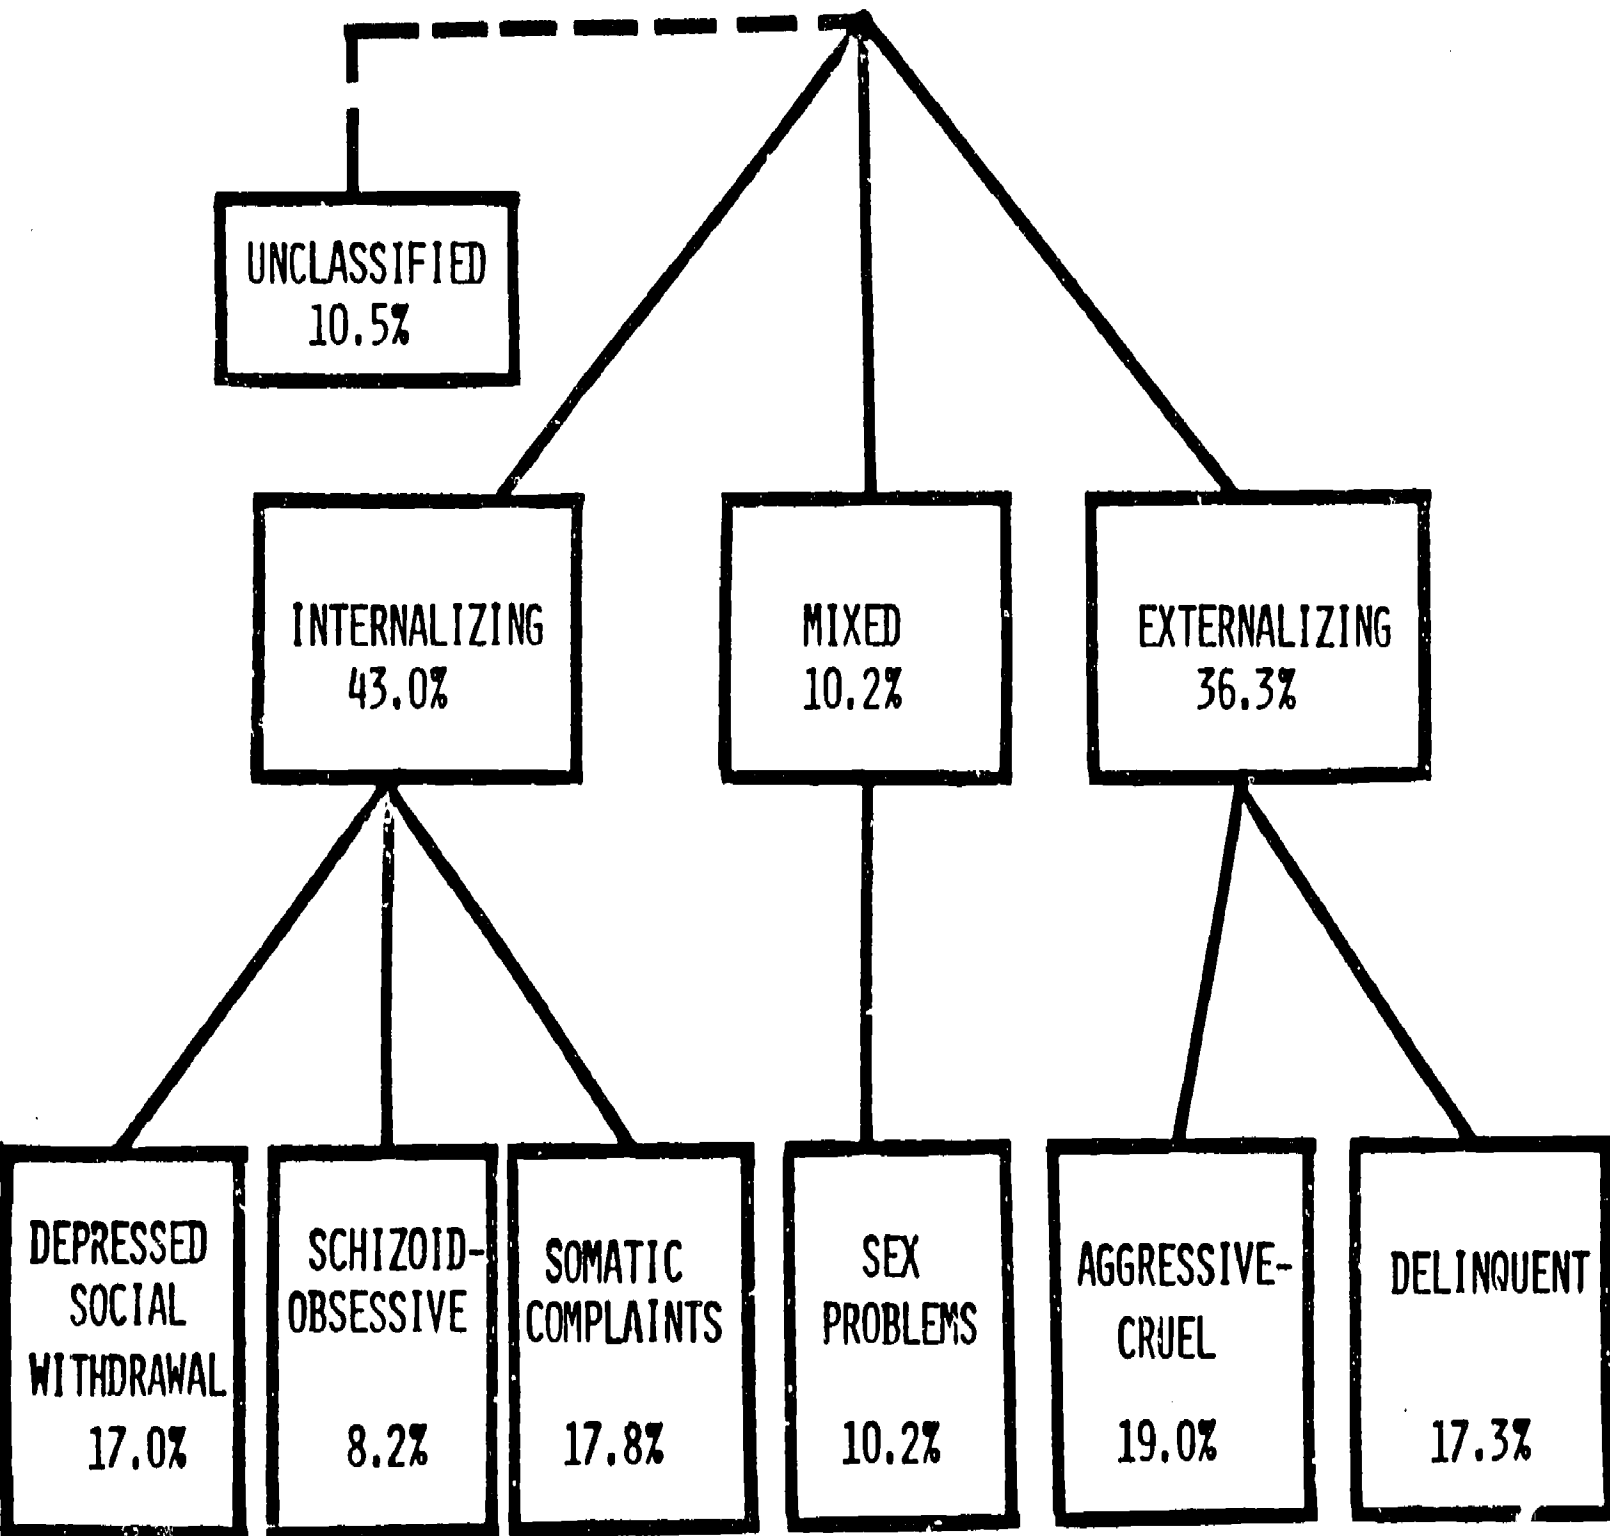 UNCLASSIFIED
10.5%
INTERNALIZING
43.0%
MIXED
10.2%
EXTERNALIZING
36.3%
DEPRESSED
SOCIAL
WITHDRAWAL
17.0%
SCHIZOID-
OBSESSIVE
8.2%
SOMATIC
COMPLAINTS
17.8%
SEX
PROBLEMS
10.2%
AGGRESSIVE-
CRUEL
19.0%
DELINQUENT
17.3%